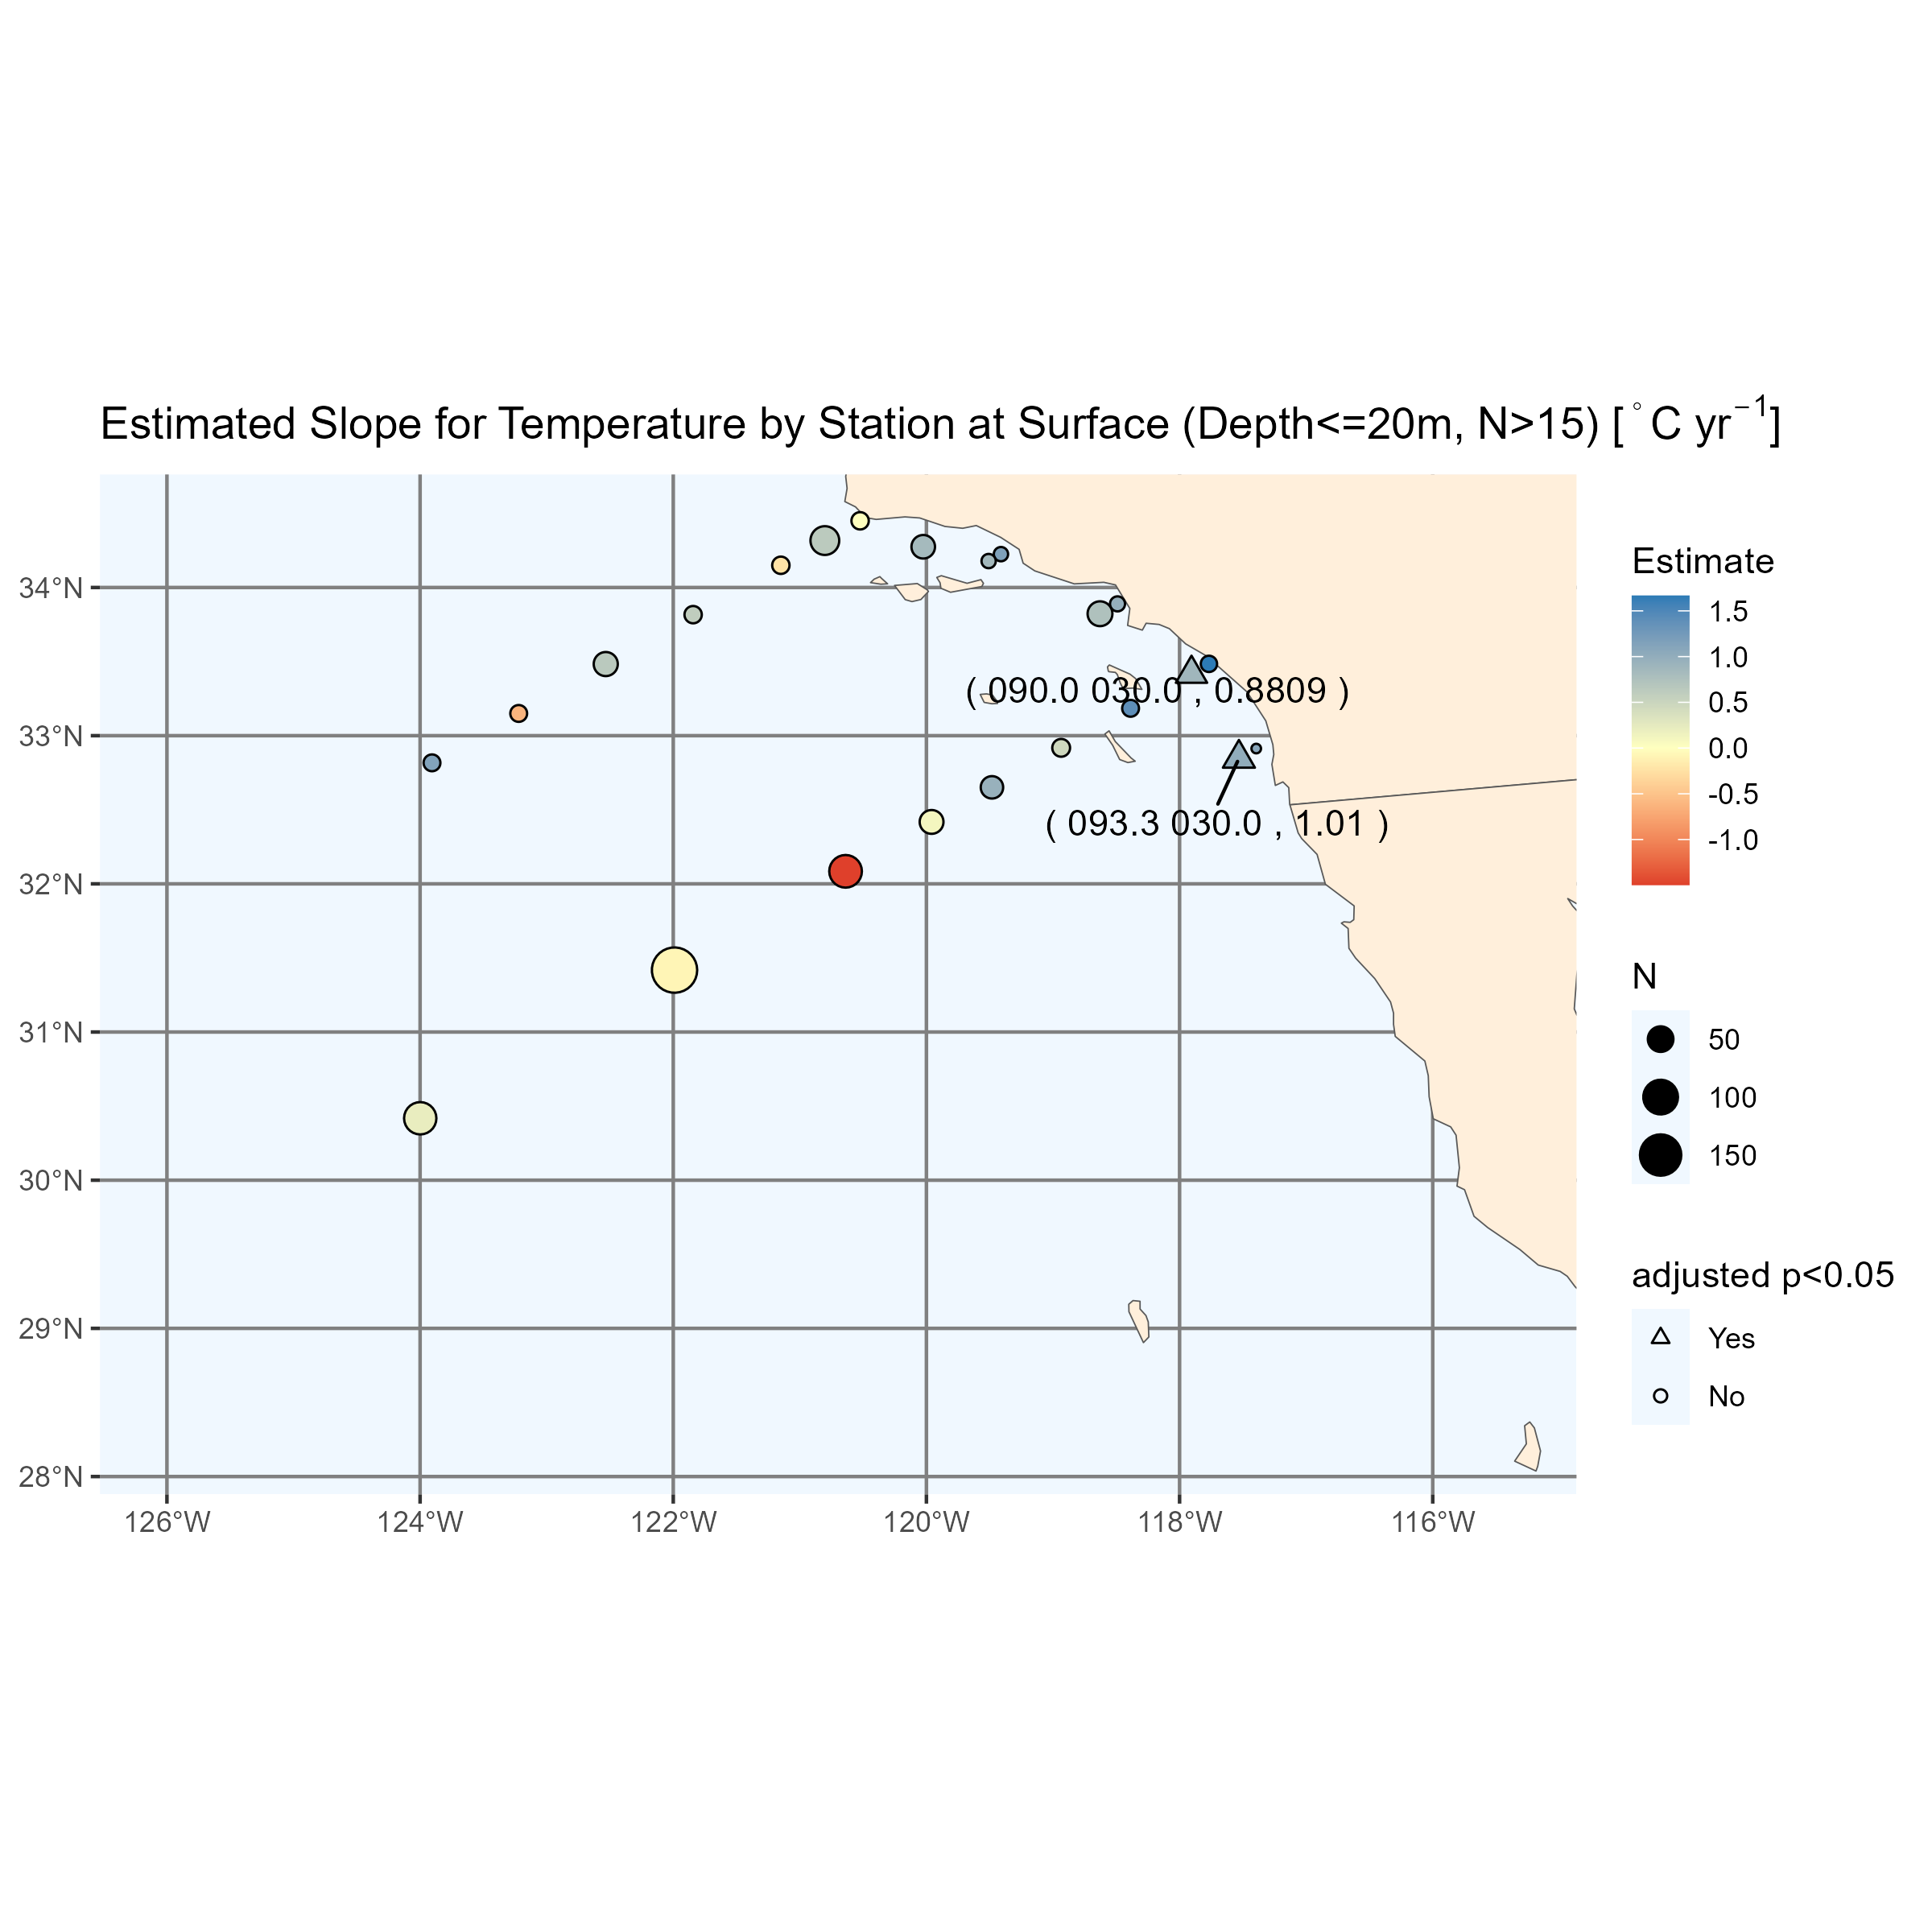 Estimated Slope for Temperature by Station at Surface (Depth<=20m, N>15) [°C yr⁻¹]
34°N
33°N
32°N
31°N
30°N
29°N
28°N
126°W
124°W
122°W
120°W
118°W
116°W
( 090.0 030.0 , 0.8809 )
( 093.3 030.0 , 1.01 )
Estimate
1.5
1.0
0.5
0.0
-0.5
-1.0
N
50
100
150
adjusted p<0.05
Yes
No